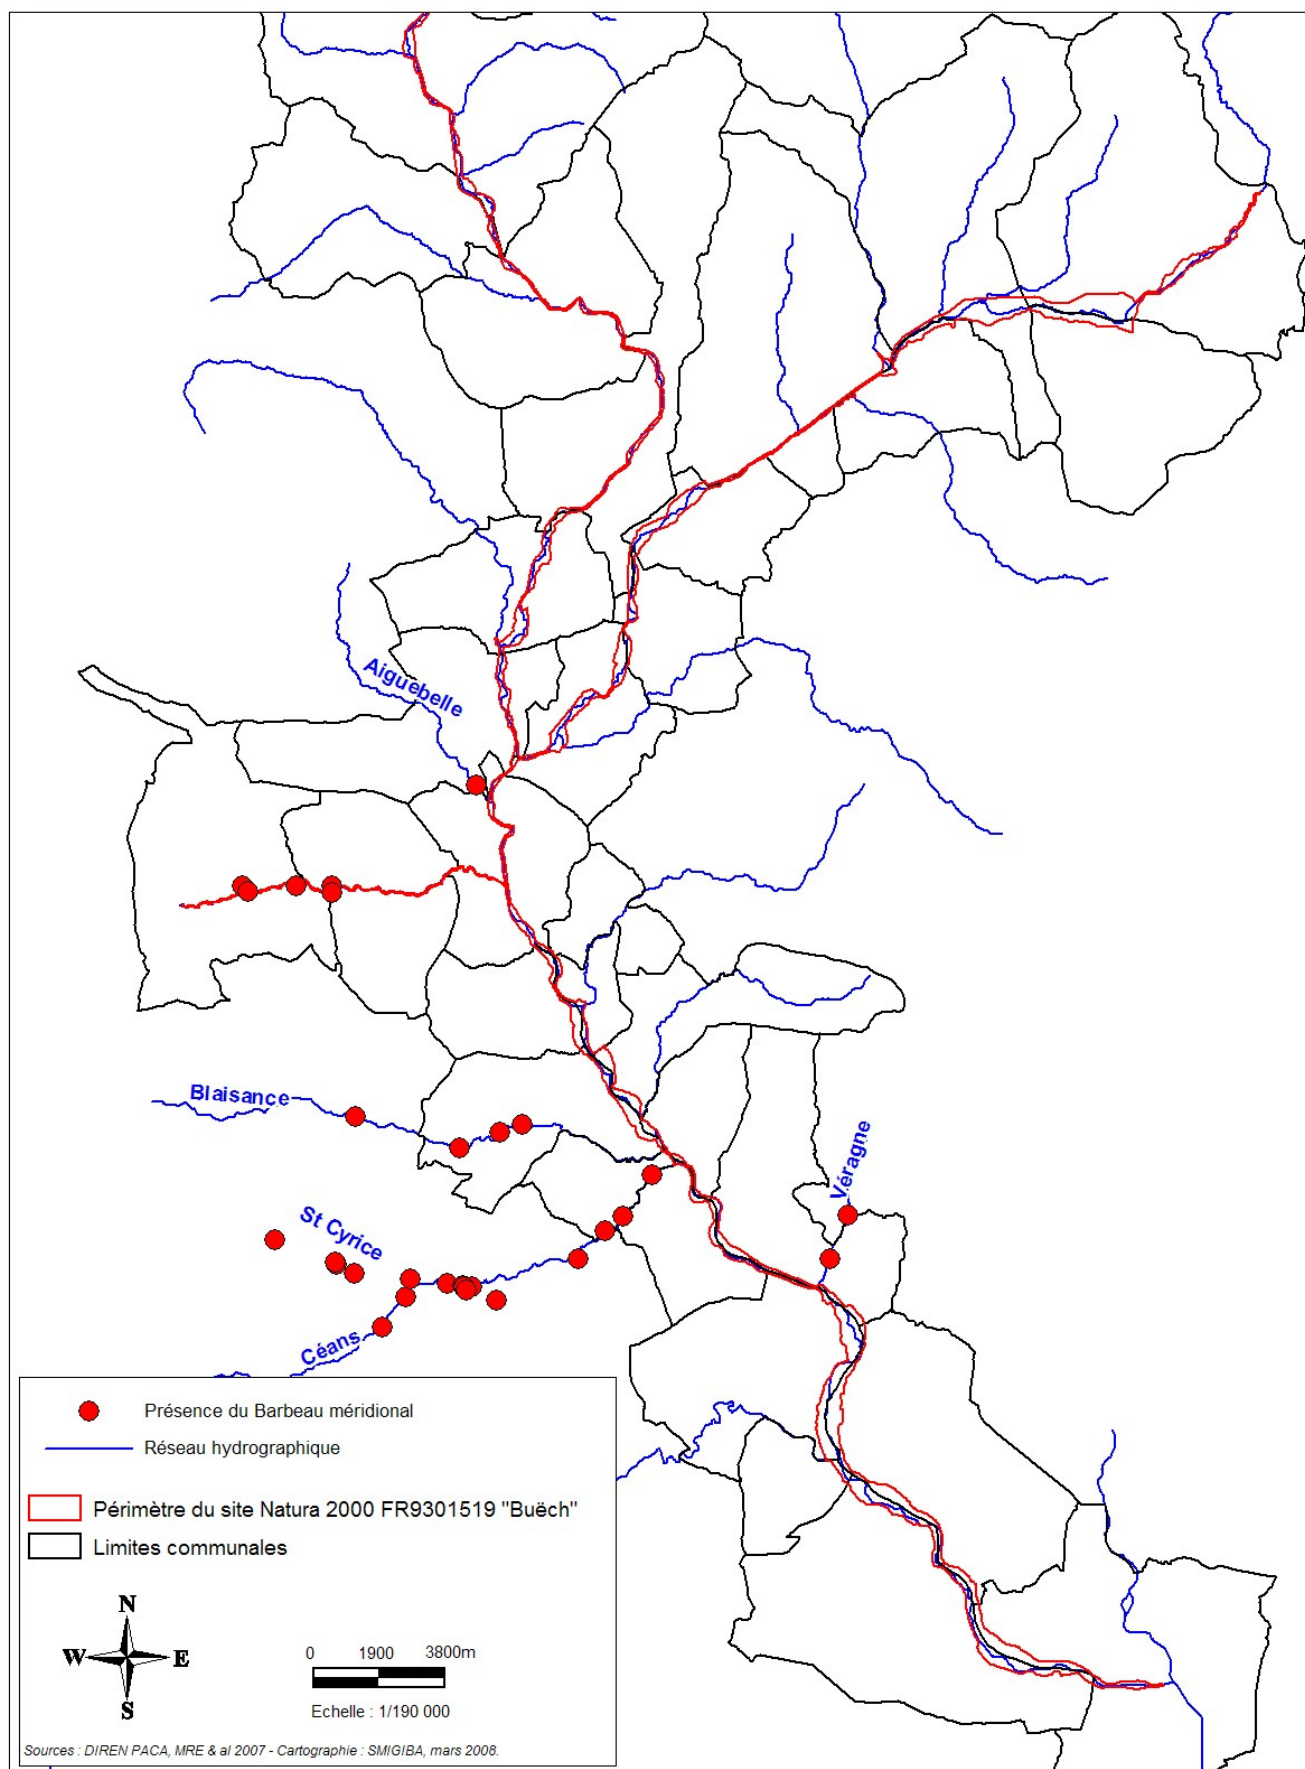 Aiguebelle
Blaisance
Véragne
St Cyrice
Céans
Présence du Barbeau méridional
Réseau hydrographique
Périmètre du site Natura 2000 FR9301519 "Buëch"
Limites communales
N
W E
S
0 1900 3800m
Echelle : 1/190 000
Sources : DIREN PACA, MRE & al 2007 - Cartographie : SMIGIBA, mars 2008.